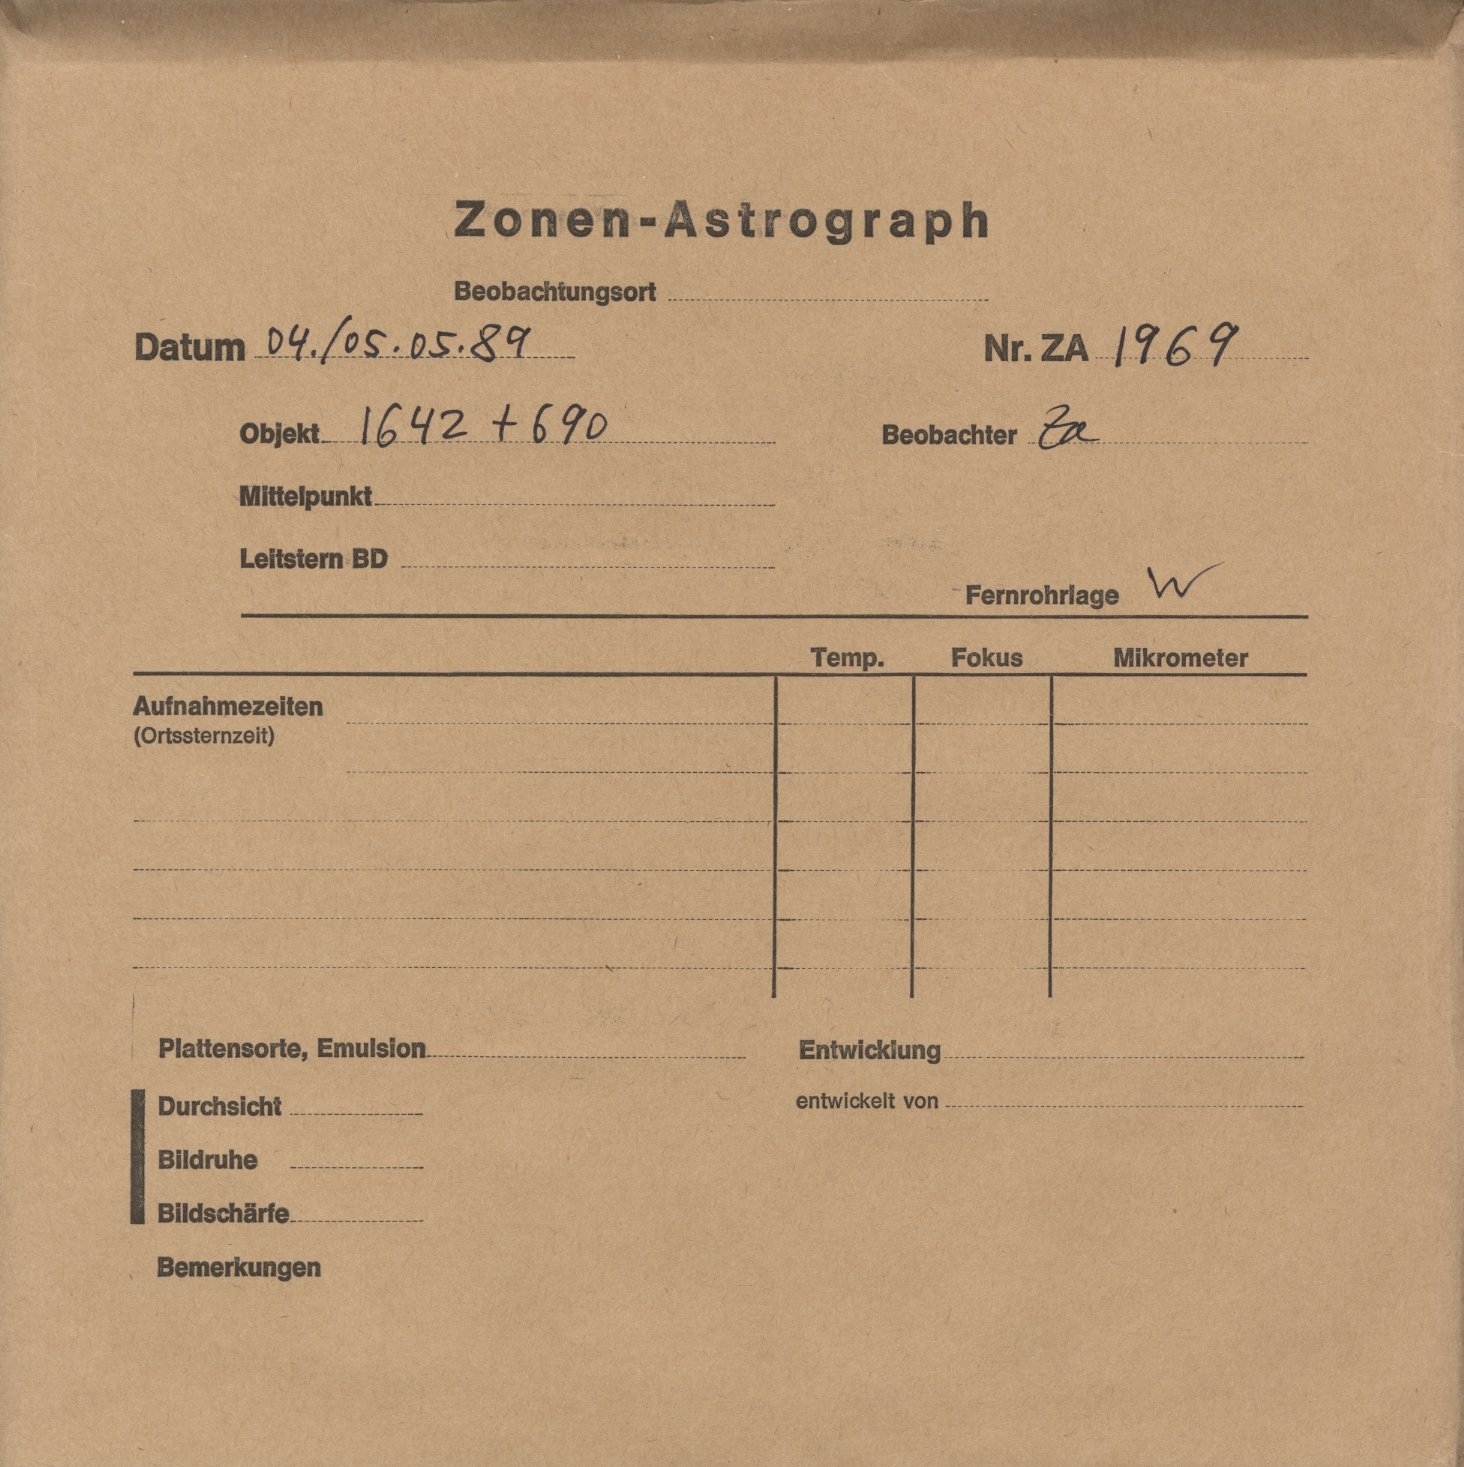 Zonen-Astrograph
Beobachtungsort
Datum 04./05.05.89 Nr. ZA 1969
Objekt 1642 + 690 Beobachter Za
Mittelpunkt
Leitstern BD
Fernrohrlage W
Temp. Fokus Mikrometer
Aufnahmezeiten
(Ortssternzeit)
Plattensorte, Emulsion Entwicklung
Durchsicht entwickelt von
Bildruhe
Bildschärfe
Bemerkungen